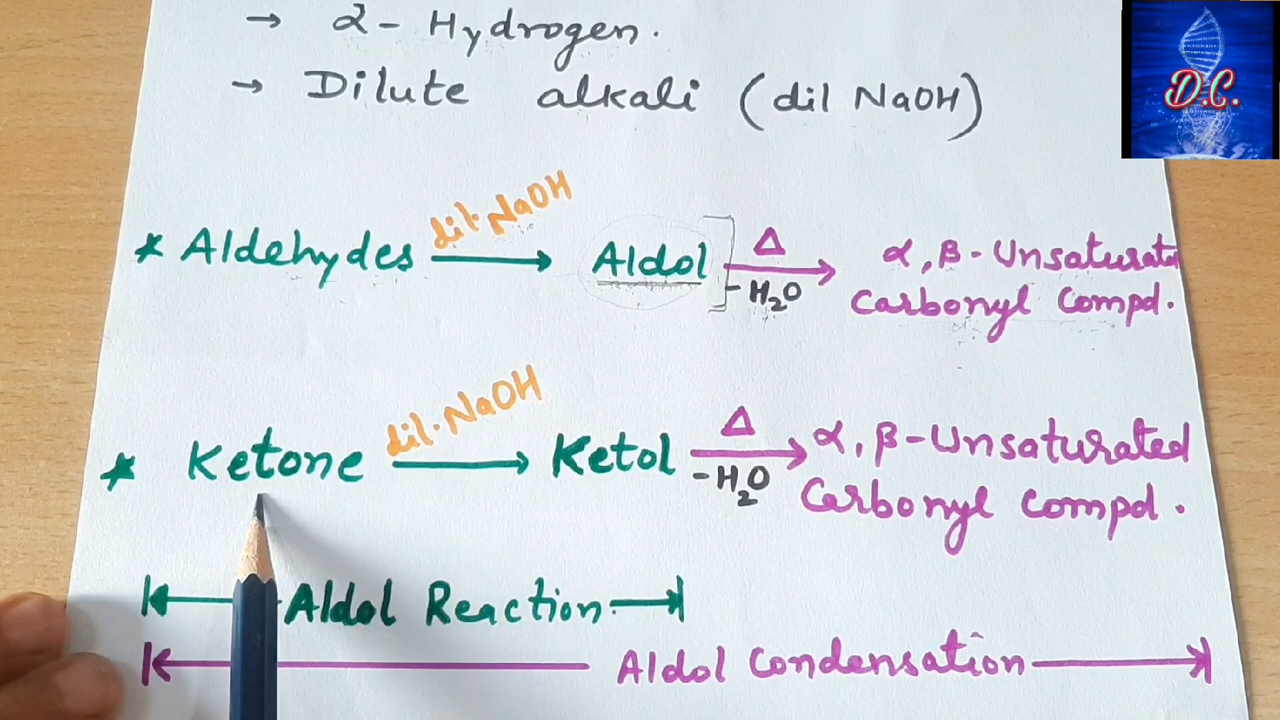 → α- Hydrogen.
→ Dilute alkali (dil NaOH)
D.C.
* Aldehydes dil·NaOH → Aldol] Δ -H₂O → α,β-Unsaturate
Carbonyl Compd.
* Ketone dil·NaOH → Ketol Δ -H₂O → α,β-Unsaturated
Carbonyl Compd.
Aldol Reaction
Aldol Condensation